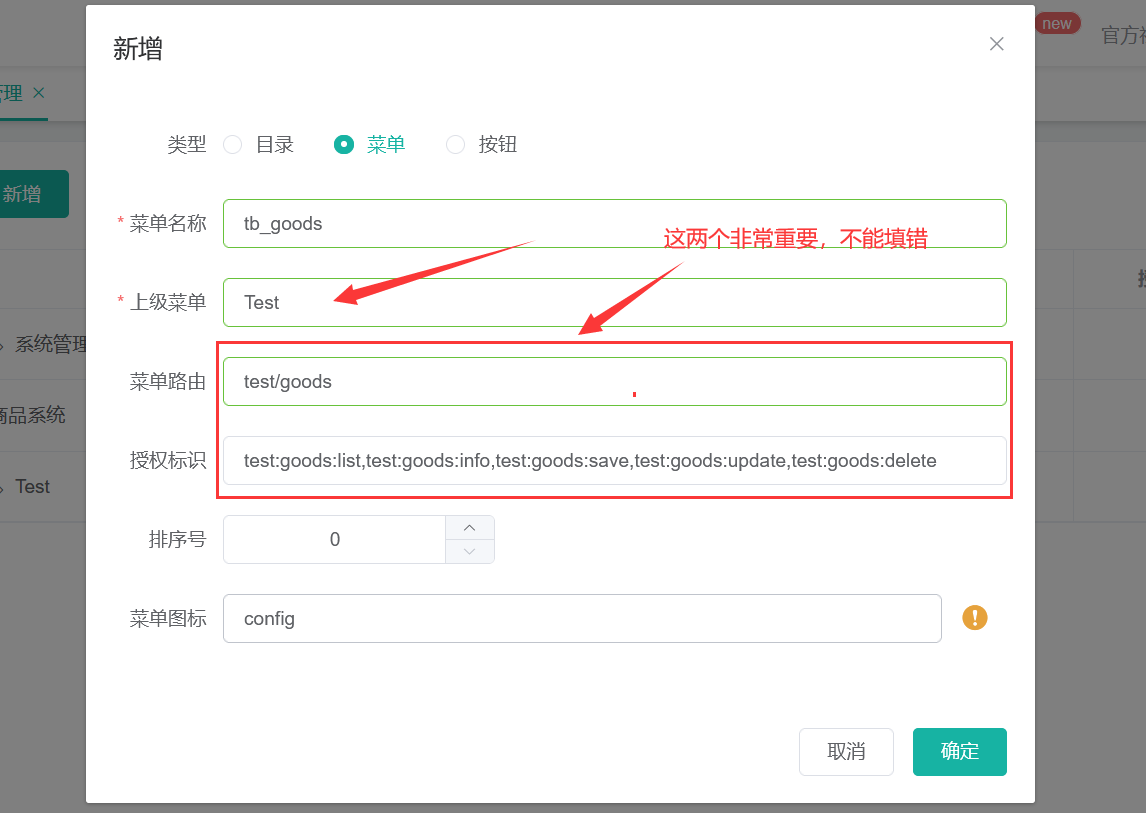 新增
new
官方
理
新增
类型 目录 菜单 按钮
* 菜单名称 tb_goods
这两个非常重要，不能填错
* 上级菜单 Test
系统管理
菜单路由 test/goods
商品系统
授权标识 test:goods:list,test:goods:info,test:goods:save,test:goods:update,test:goods:delete
Test
排序号 0
菜单图标 config
取消 确定